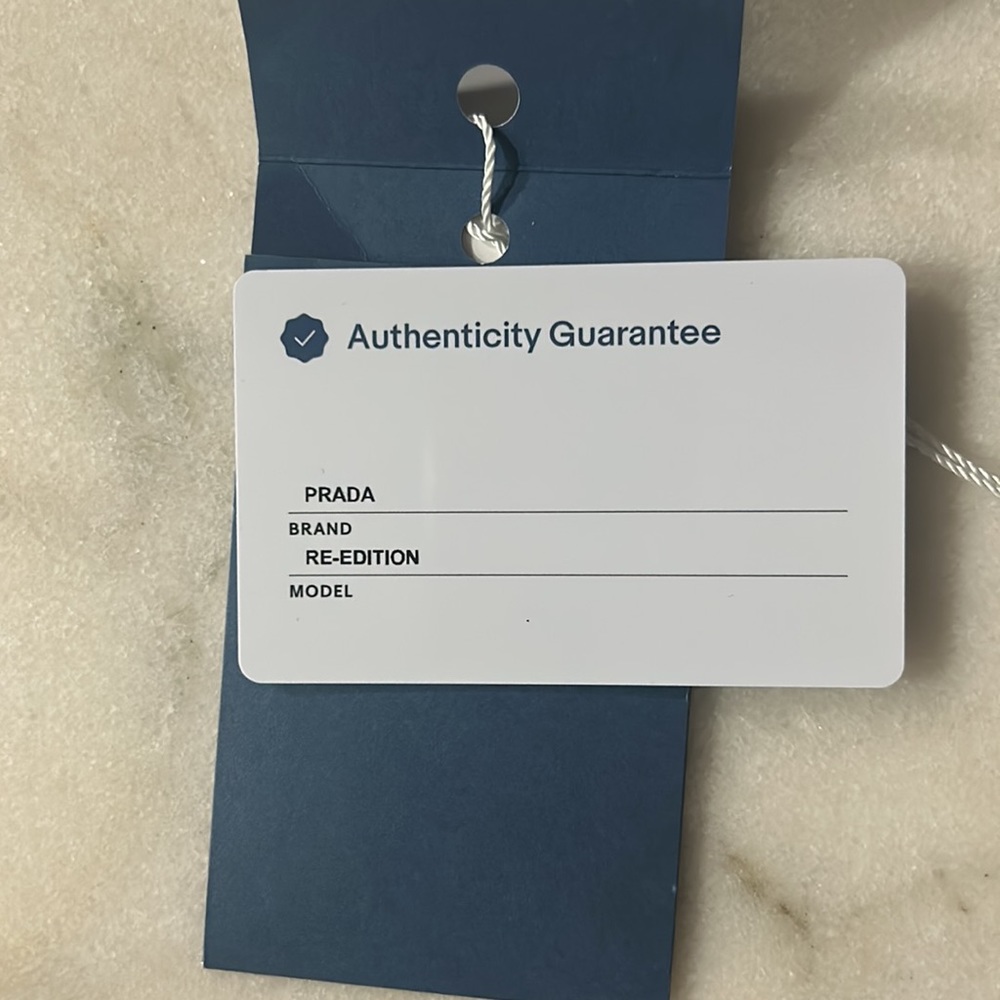 Authenticity Guarantee
PRADA
BRAND
RE-EDITION
MODEL